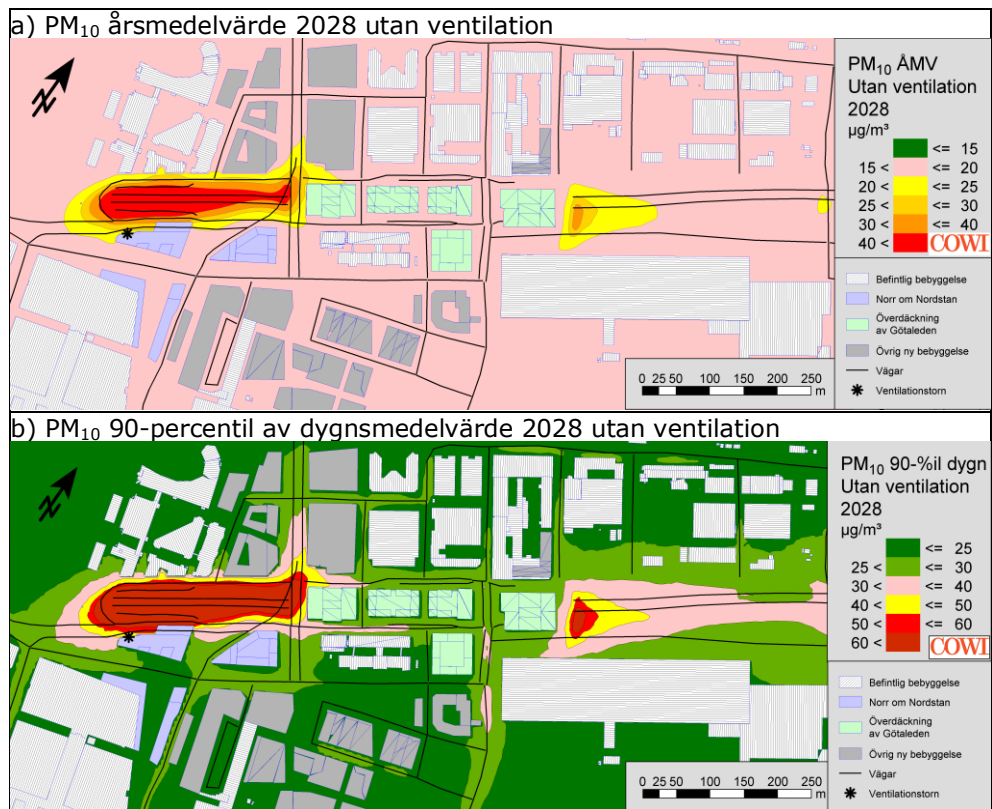 a) PM₁₀ årsmedelvärde 2028 utan ventilation
N
PM₁₀ ÅMV
Utan ventilation
2028
µg/m³
<= 15
15 < <= 20
20 < <= 25
25 < <= 30
30 < <= 40
40 < COWI
Befintlig bebyggelse
Norr om Nordstan
Överdäckning
av Götaleden
Övrig ny bebyggelse
Vägar
Ventilationstorn
0 25 50 100 150 200 250
m
b) PM₁₀ 90-percentil av dygnsmedelvärde 2028 utan ventilation
N
PM₁₀ 90-%il dygn
Utan ventilation
2028
µg/m³
<= 25
25 < <= 30
30 < <= 40
40 < <= 50
50 < <= 60
60 < COWI
Befintlig bebyggelse
Norr om Nordstan
Överdäckning
av Götaleden
Övrig ny bebyggelse
Vägar
Ventilationstorn
0 25 50 100 150 200 250
m